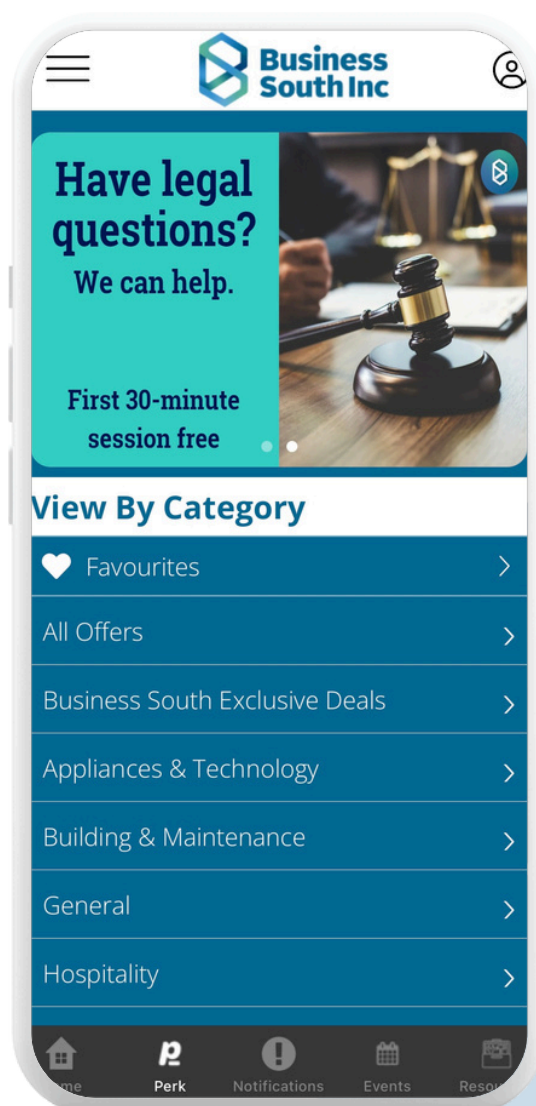 Business
South Inc
Have legal
questions?
We can help.
First 30-minute
session free
View By Category
Favourites
All Offers
Business South Exclusive Deals
Appliances & Technology
Building & Maintenance
General
Hospitality
Perk
Notifications
Events